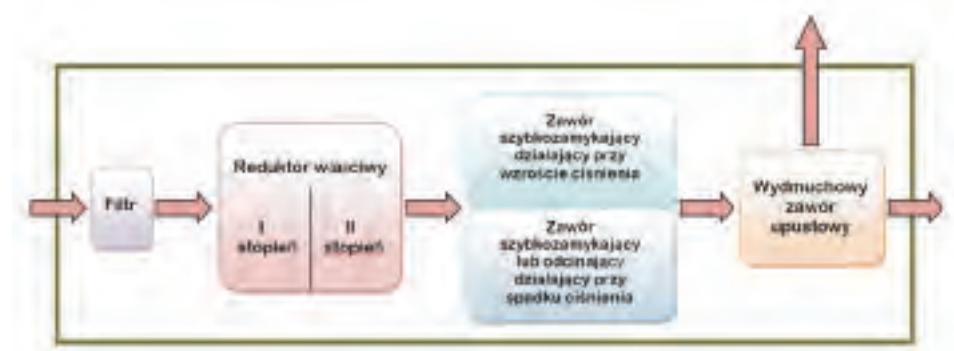 Filtr
Reduktor właściwy
I
stopień
II
stopień
Zawór
szybkozamykający
działający przy
wzroście ciśnienia
Zawór
szybkozamykający
lub odcinający
działający przy
spadku ciśnienia
Wydmuchowy
zawór
upustowy